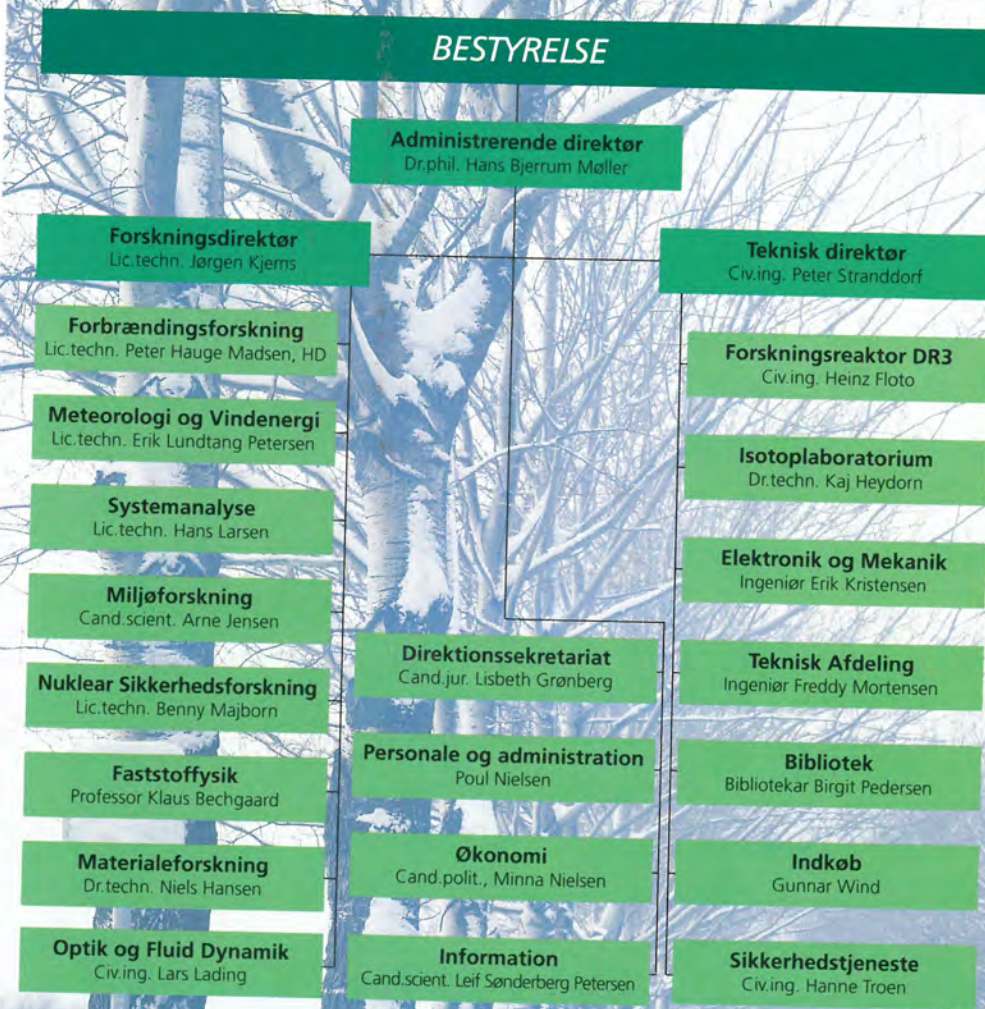 BESTYRELSE
Administrerende direktør
Dr.phil. Hans Bjerrum Møller
Forskningsdirektør
Lic.techn. Jørgen Kjems
Teknisk direktør
Civ.ing. Peter Stranddorf
Forbrændingsforskning
Lic.techn. Peter Hauge Madsen, HD
Meteorologi og Vindenergi
Lic.techn. Erik Lundtang Petersen
Systemanalyse
Lic.techn. Hans Larsen
Miljøforskning
Cand.scient. Arne Jensen
Nuklear Sikkerhedsforskning
Lic.techn. Benny Majborn
Faststoffysik
Professor Klaus Bechgaard
Materialeforskning
Dr.techn. Niels Hansen
Optik og Fluid Dynamik
Civ.ing. Lars Lading
Direktionssekretariat
Cand.jur. Lisbeth Grønberg
Personale og administration
Poul Nielsen
Økonomi
Cand.polit., Minna Nielsen
Information
Cand.scient. Leif Sønderberg Petersen
Forskningsreaktor DR3
Civ.ing. Heinz Floto
Isotoplaboratorium
Dr.techn. Kaj Heydorn
Elektronik og Mekanik
Ingeniør Erik Kristensen
Teknisk Afdeling
Ingeniør Freddy Mortensen
Bibliotek
Bibliotekar Birgit Pedersen
Indkøb
Gunnar Wind
Sikkerhedstjeneste
Civ.ing. Hanne Troen